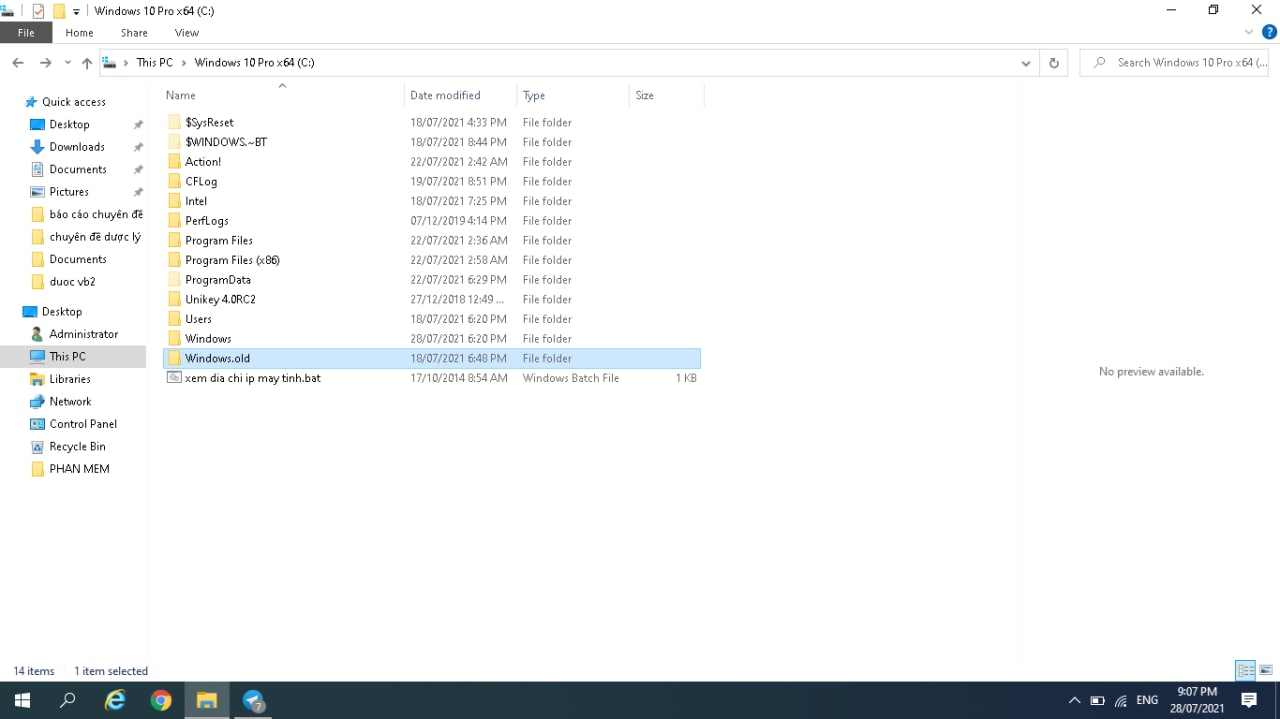 Windows 10 Pro x64 (C:)
File Home Share View
This PC Windows 10 Pro x64 (C:) Search Windows 10 Pro x64 (...
Name Date modified Type Size
Quick access
Desktop
Downloads
Documents
Pictures
báo cáo chuyên đề
chuyên đề dược lý
Documents
duoc vb2
Desktop
Administrator
This PC
Libraries
Network
Control Panel
Recycle Bin
PHAN MEM
$SysReset 18/07/2021 4:33 PM File folder
$WINDOWS.~BT 18/07/2021 8:44 PM File folder
Action! 22/07/2021 2:42 AM File folder
CFLog 19/07/2021 8:51 PM File folder
Intel 18/07/2021 7:25 PM File folder
PerfLogs 07/12/2019 4:14 PM File folder
Program Files 22/07/2021 2:36 AM File folder
Program Files (x86) 22/07/2021 2:58 AM File folder
ProgramData 22/07/2021 6:29 PM File folder
Unikey 4.0RC2 27/12/2018 12:49 ... File folder
Users 18/07/2021 6:20 PM File folder
Windows 28/07/2021 6:20 PM File folder
Windows.old 18/07/2021 6:48 PM File folder
xem dia chi ip may tinh.bat 17/10/2014 8:54 AM Windows Batch File 1 KB
No preview available.
14 items 1 item selected
7
ENG
9:07 PM
28/07/2021